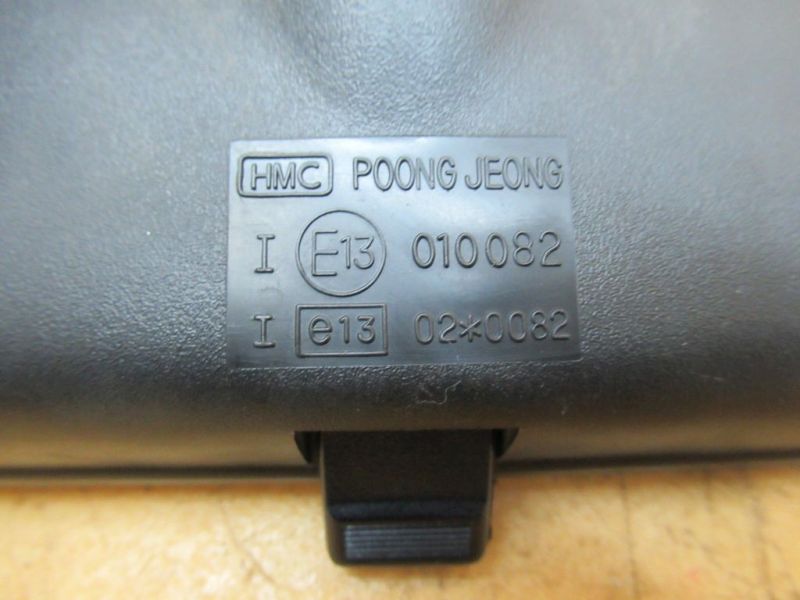 HMC POONG JEONG
I E13 010082
I e13 02*0082